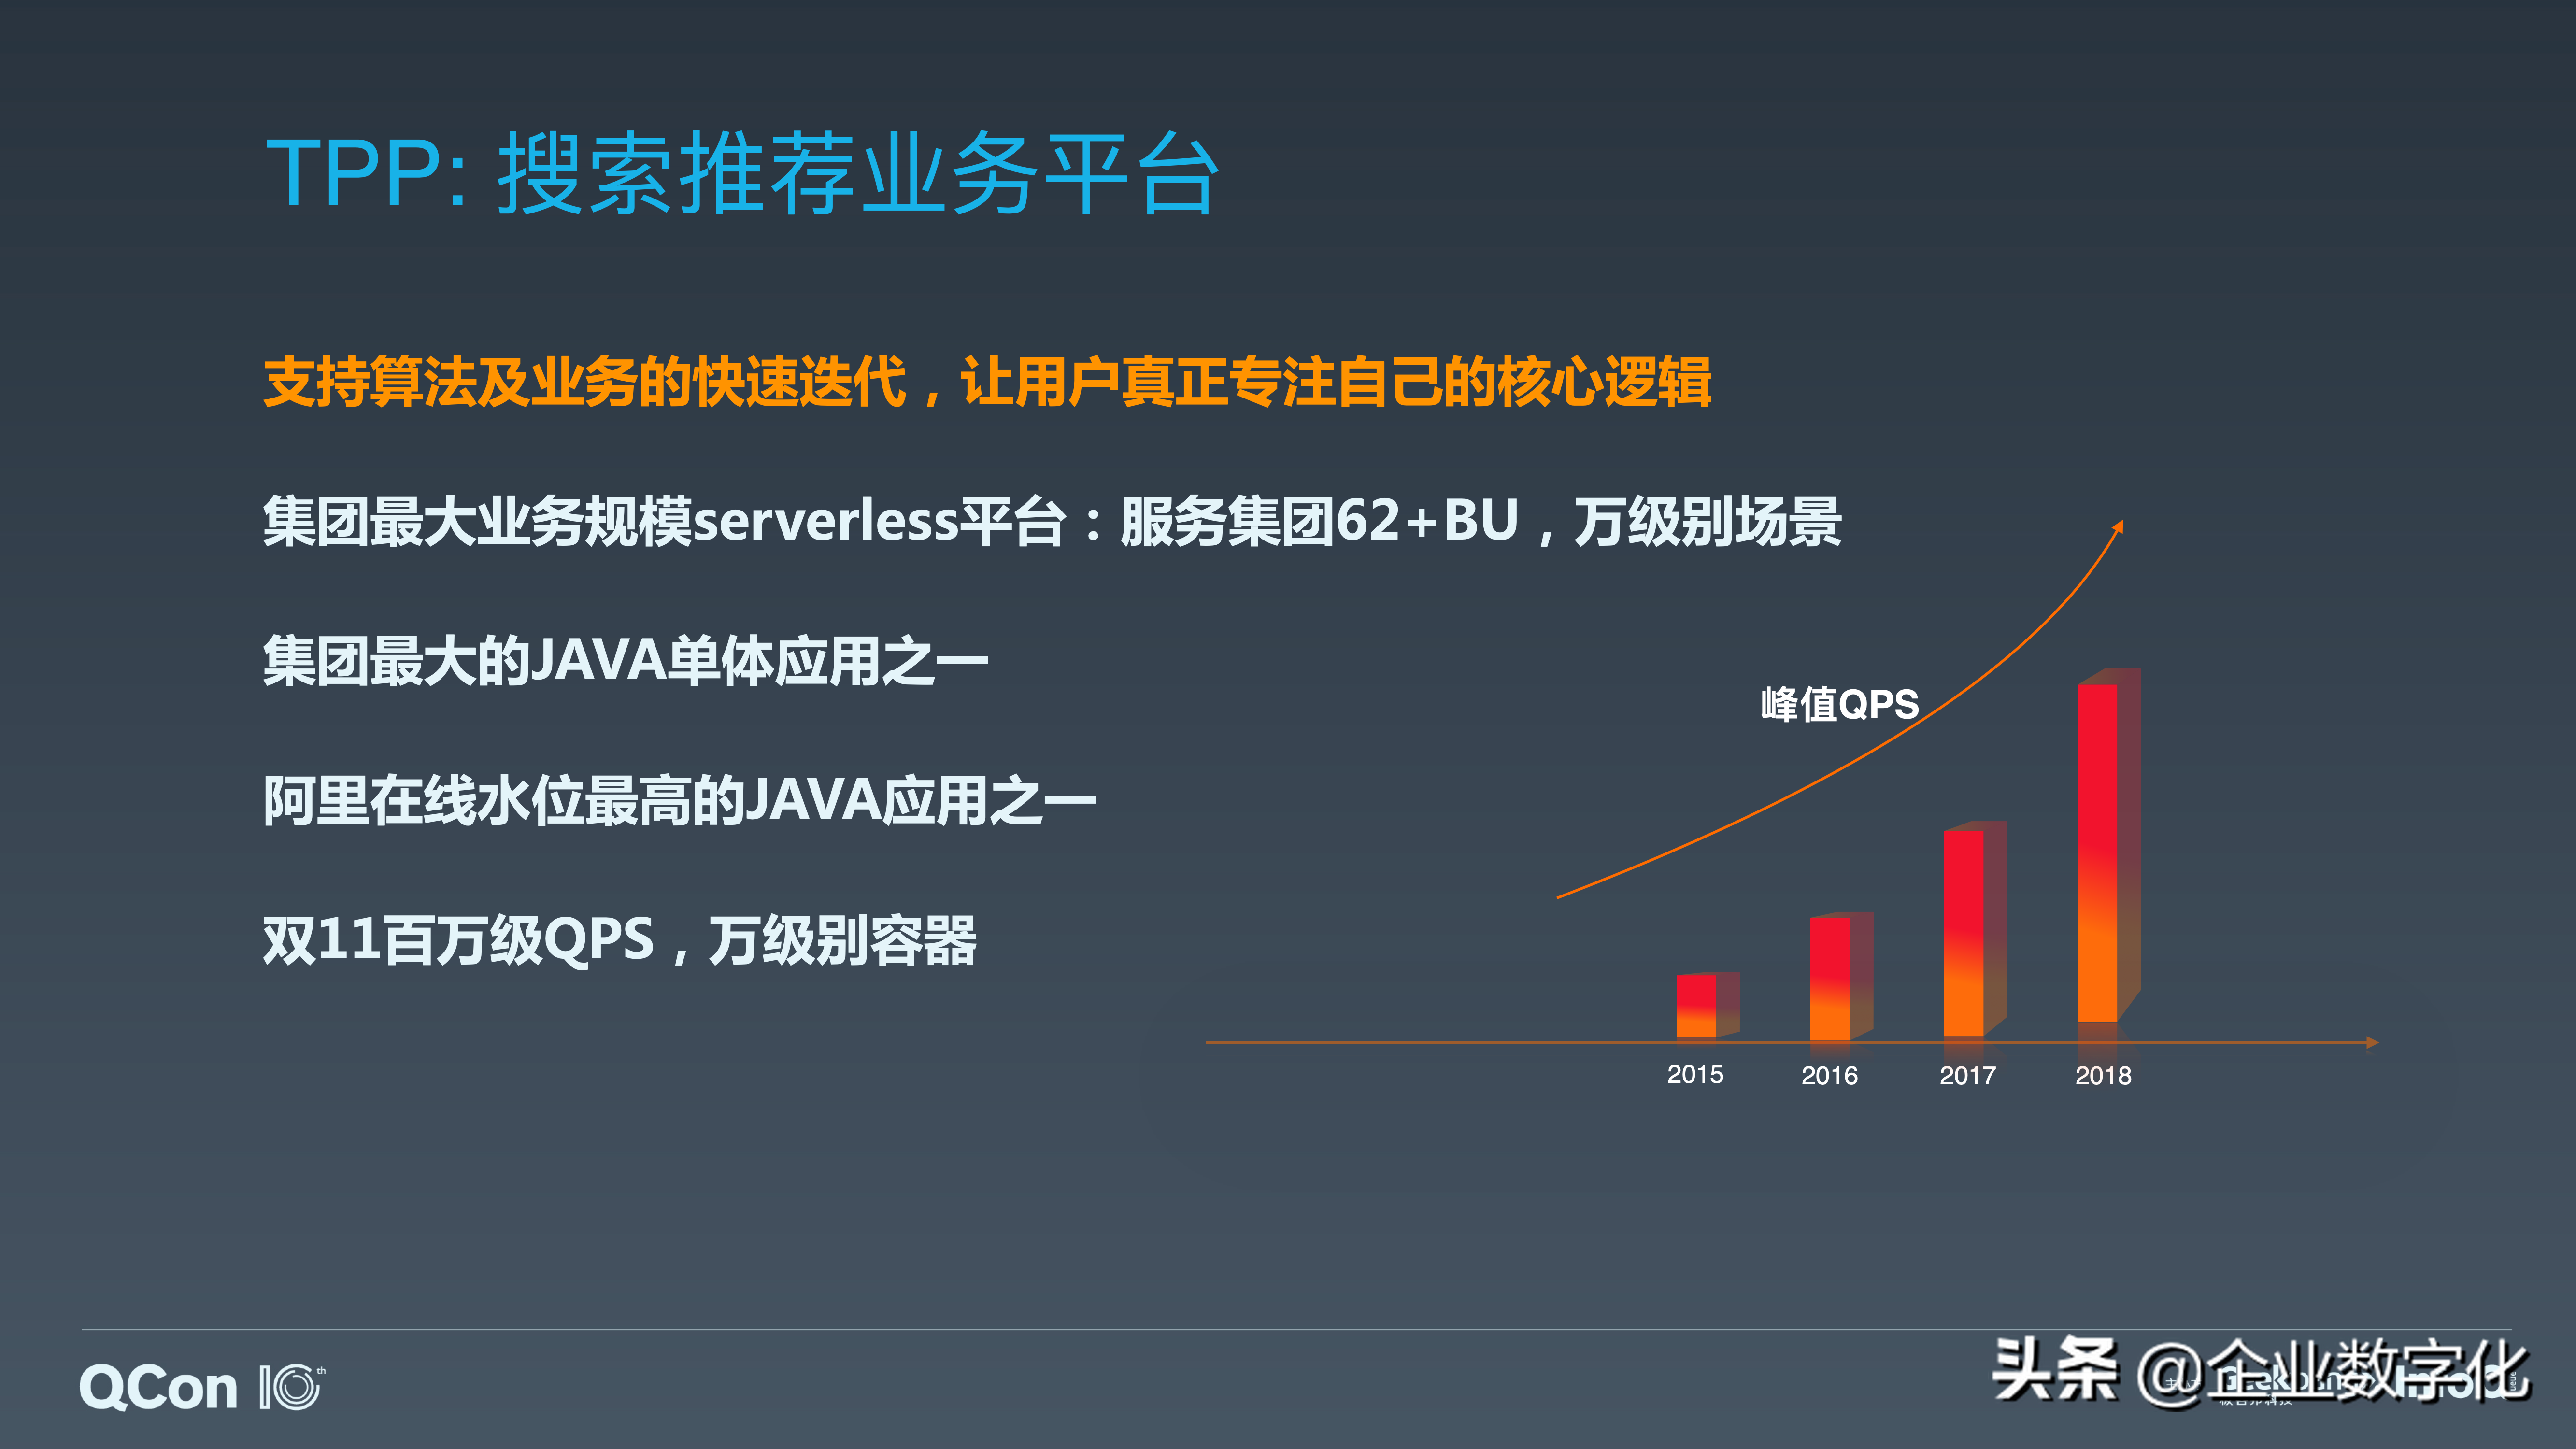 TPP: 搜索推荐业务平台
支持算法及业务的快速迭代，让用户真正专注自己的核心逻辑
集团最大业务规模serverless平台：服务集团62+BU，万级别场景
集团最大的JAVA单体应用之一
阿里在线水位最高的JAVA应用之一
双11百万级QPS，万级别容器
峰值QPS
2015 2016 2017 2018
QCon 10th
头条 @企业数字化